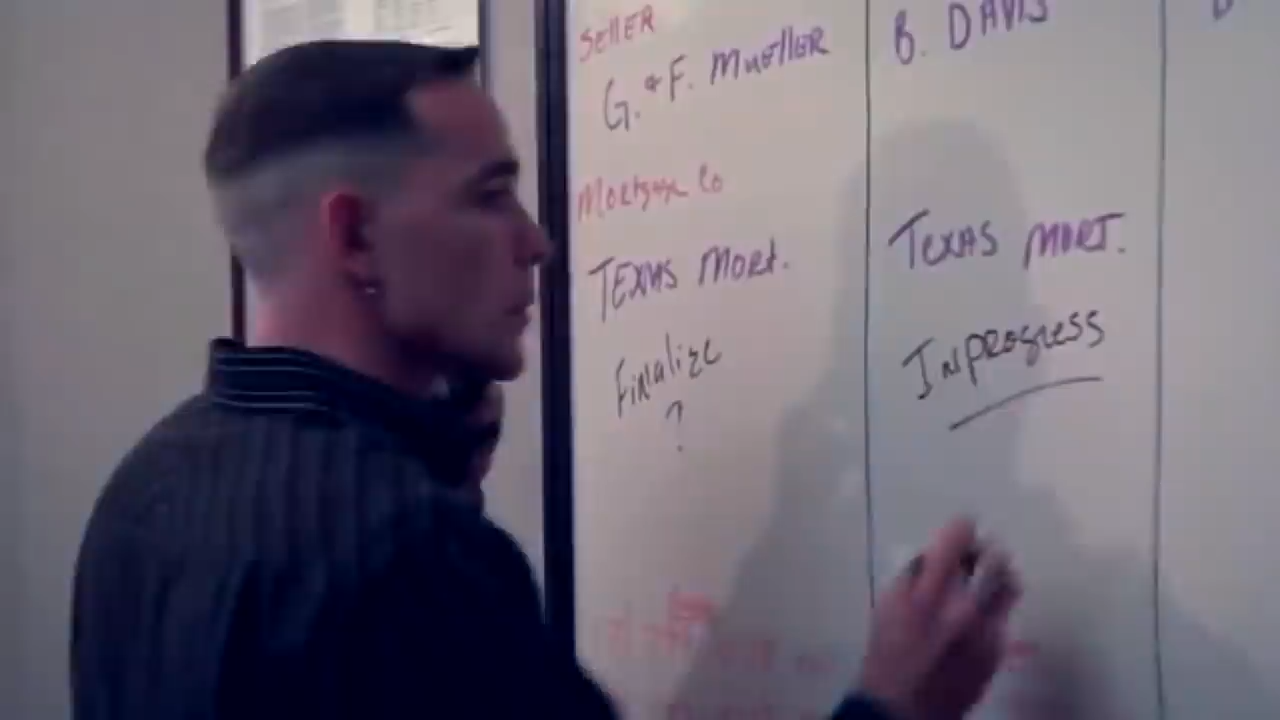 Seller
G. & F. Mueller
Mortgage Co
Texas Mort.
Finalize
?
B. Davis
Texas Mort.
Inprogress